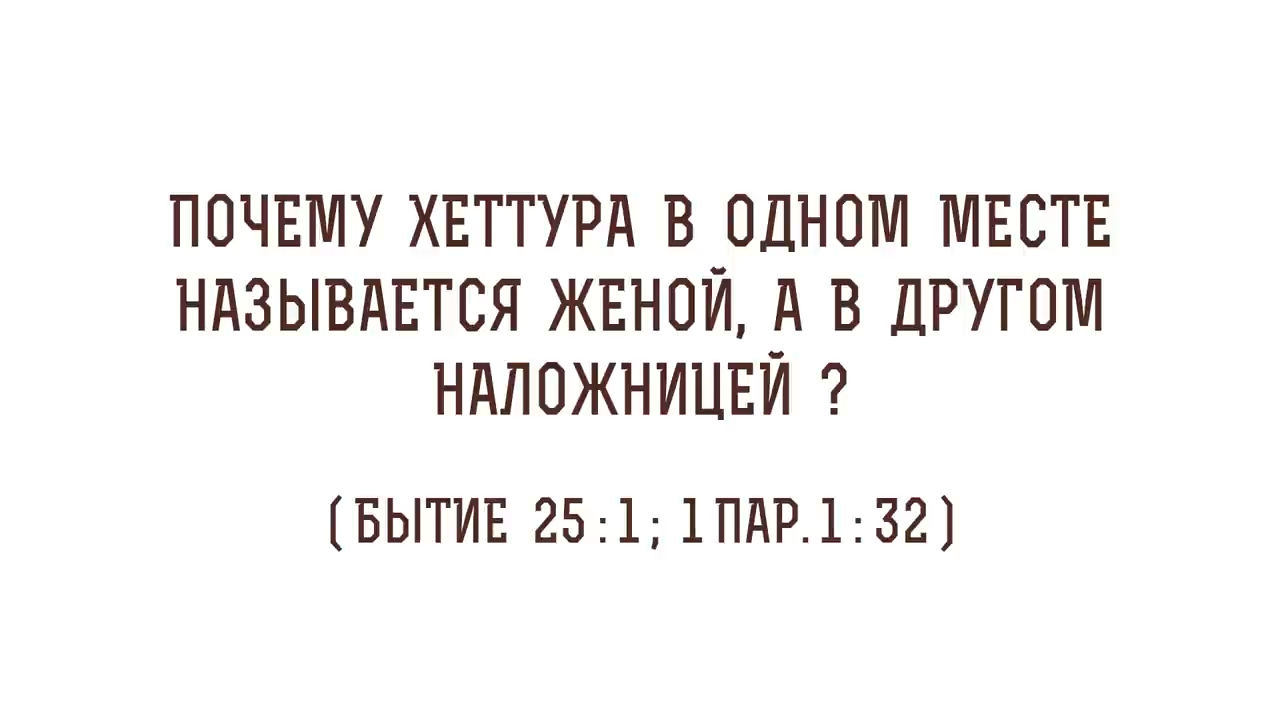 ПОЧЕМУ ХЕТТУРА В ОДНОМ МЕСТЕ
НАЗЫВАЕТСЯ ЖЕНОЙ, А В ДРУГОМ
НАЛОЖНИЦЕЙ ?
(БЫТИЕ 25:1; 1ПАР.1:32)